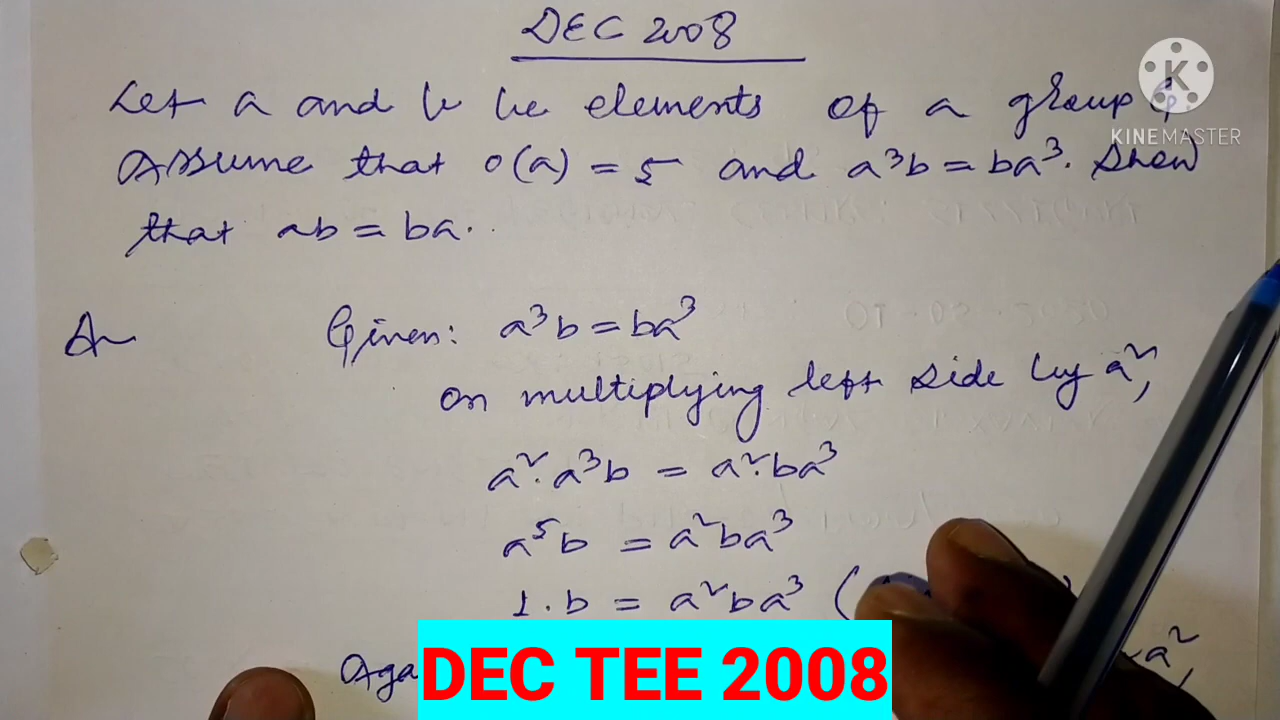 DEC 2008
Let a and b be elements of a group G.
Assume that o(a) = 5 and a³b = ba³. Show
that ab = ba.
KINEMASTER
Given: a³b = ba³
on multiplying left side by a²,
a². a³b = a². ba³
a⁵b = a²ba³
1. b = a²ba³ (
a²,
DEC TEE 2008